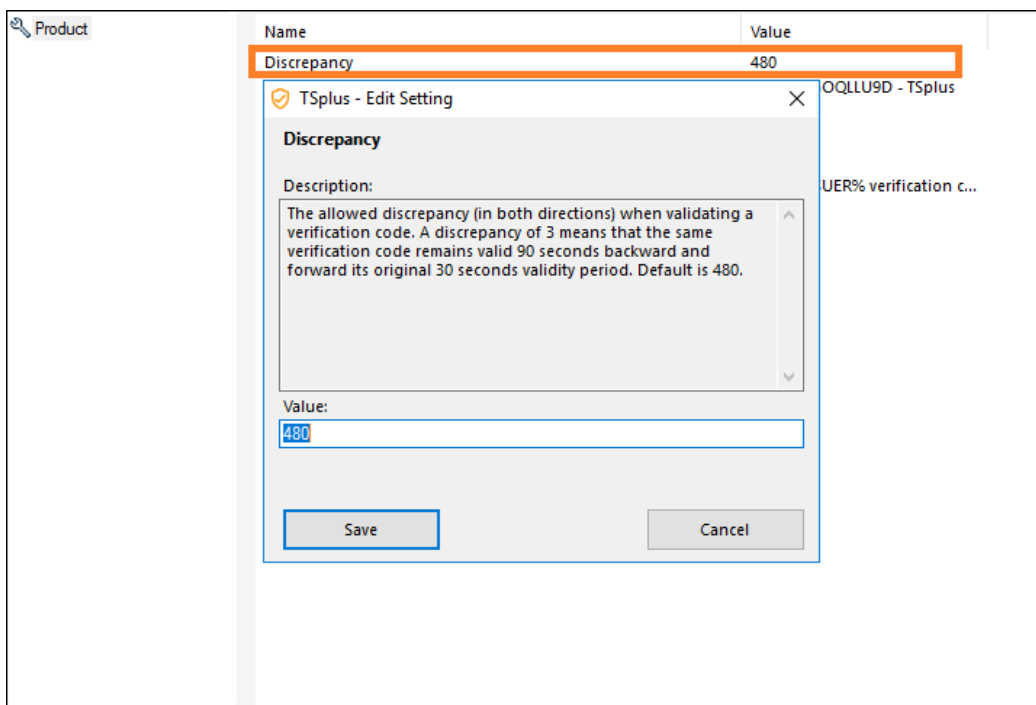 Product
Name Value
Discrepancy 480
TSplus - Edit Setting
OQLLU9D - TSplus
Discrepancy
Description:
UER% verification c...
The allowed discrepancy (in both directions) when validating a
verification code. A discrepancy of 3 means that the same
verification code remains valid 90 seconds backward and
forward its original 30 seconds validity period. Default is 480.
Value:
480
Save Cancel